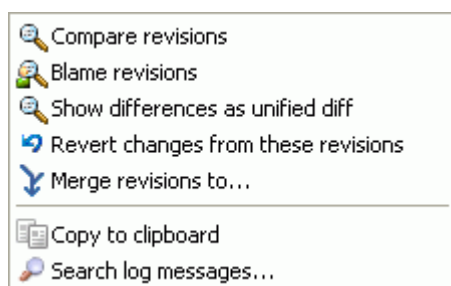 Compare revisions
Blame revisions
Show differences as unified diff
Revert changes from these revisions
Merge revisions to...
Copy to clipboard
Search log messages...